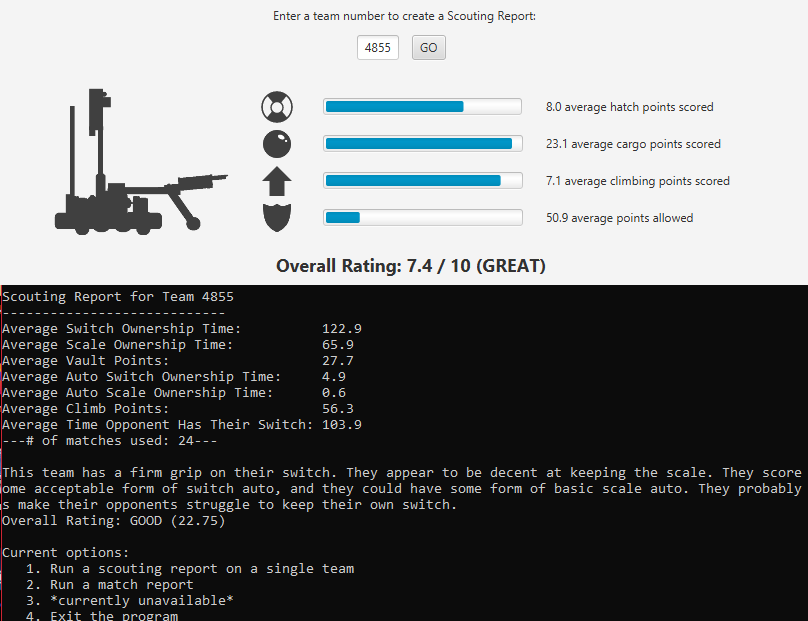 Enter a team number to create a Scouting Report:
4855 GO
8.0 average hatch points scored
23.1 average cargo points scored
7.1 average climbing points scored
50.9 average points allowed
Overall Rating: 7.4 / 10 (GREAT)
Scouting Report for Team 4855
----------------------------
Average Switch Ownership Time: 122.9
Average Scale Ownership Time: 65.9
Average Vault Points: 27.7
Average Auto Switch Ownership Time: 4.9
Average Auto Scale Ownership Time: 0.6
Average Climb Points: 56.3
Average Time Opponent Has Their Switch: 103.9
---# of matches used: 24---
This team has a firm grip on their switch. They appear to be decent at keeping the scale. They score
ome acceptable form of switch auto, and they could have some form of basic scale auto. They probably
s make their opponents struggle to keep their own switch.
Overall Rating: GOOD (22.75)
Current options:
1. Run a scouting report on a single team
2. Run a match report
3. *currently unavailable*
4. Exit the program